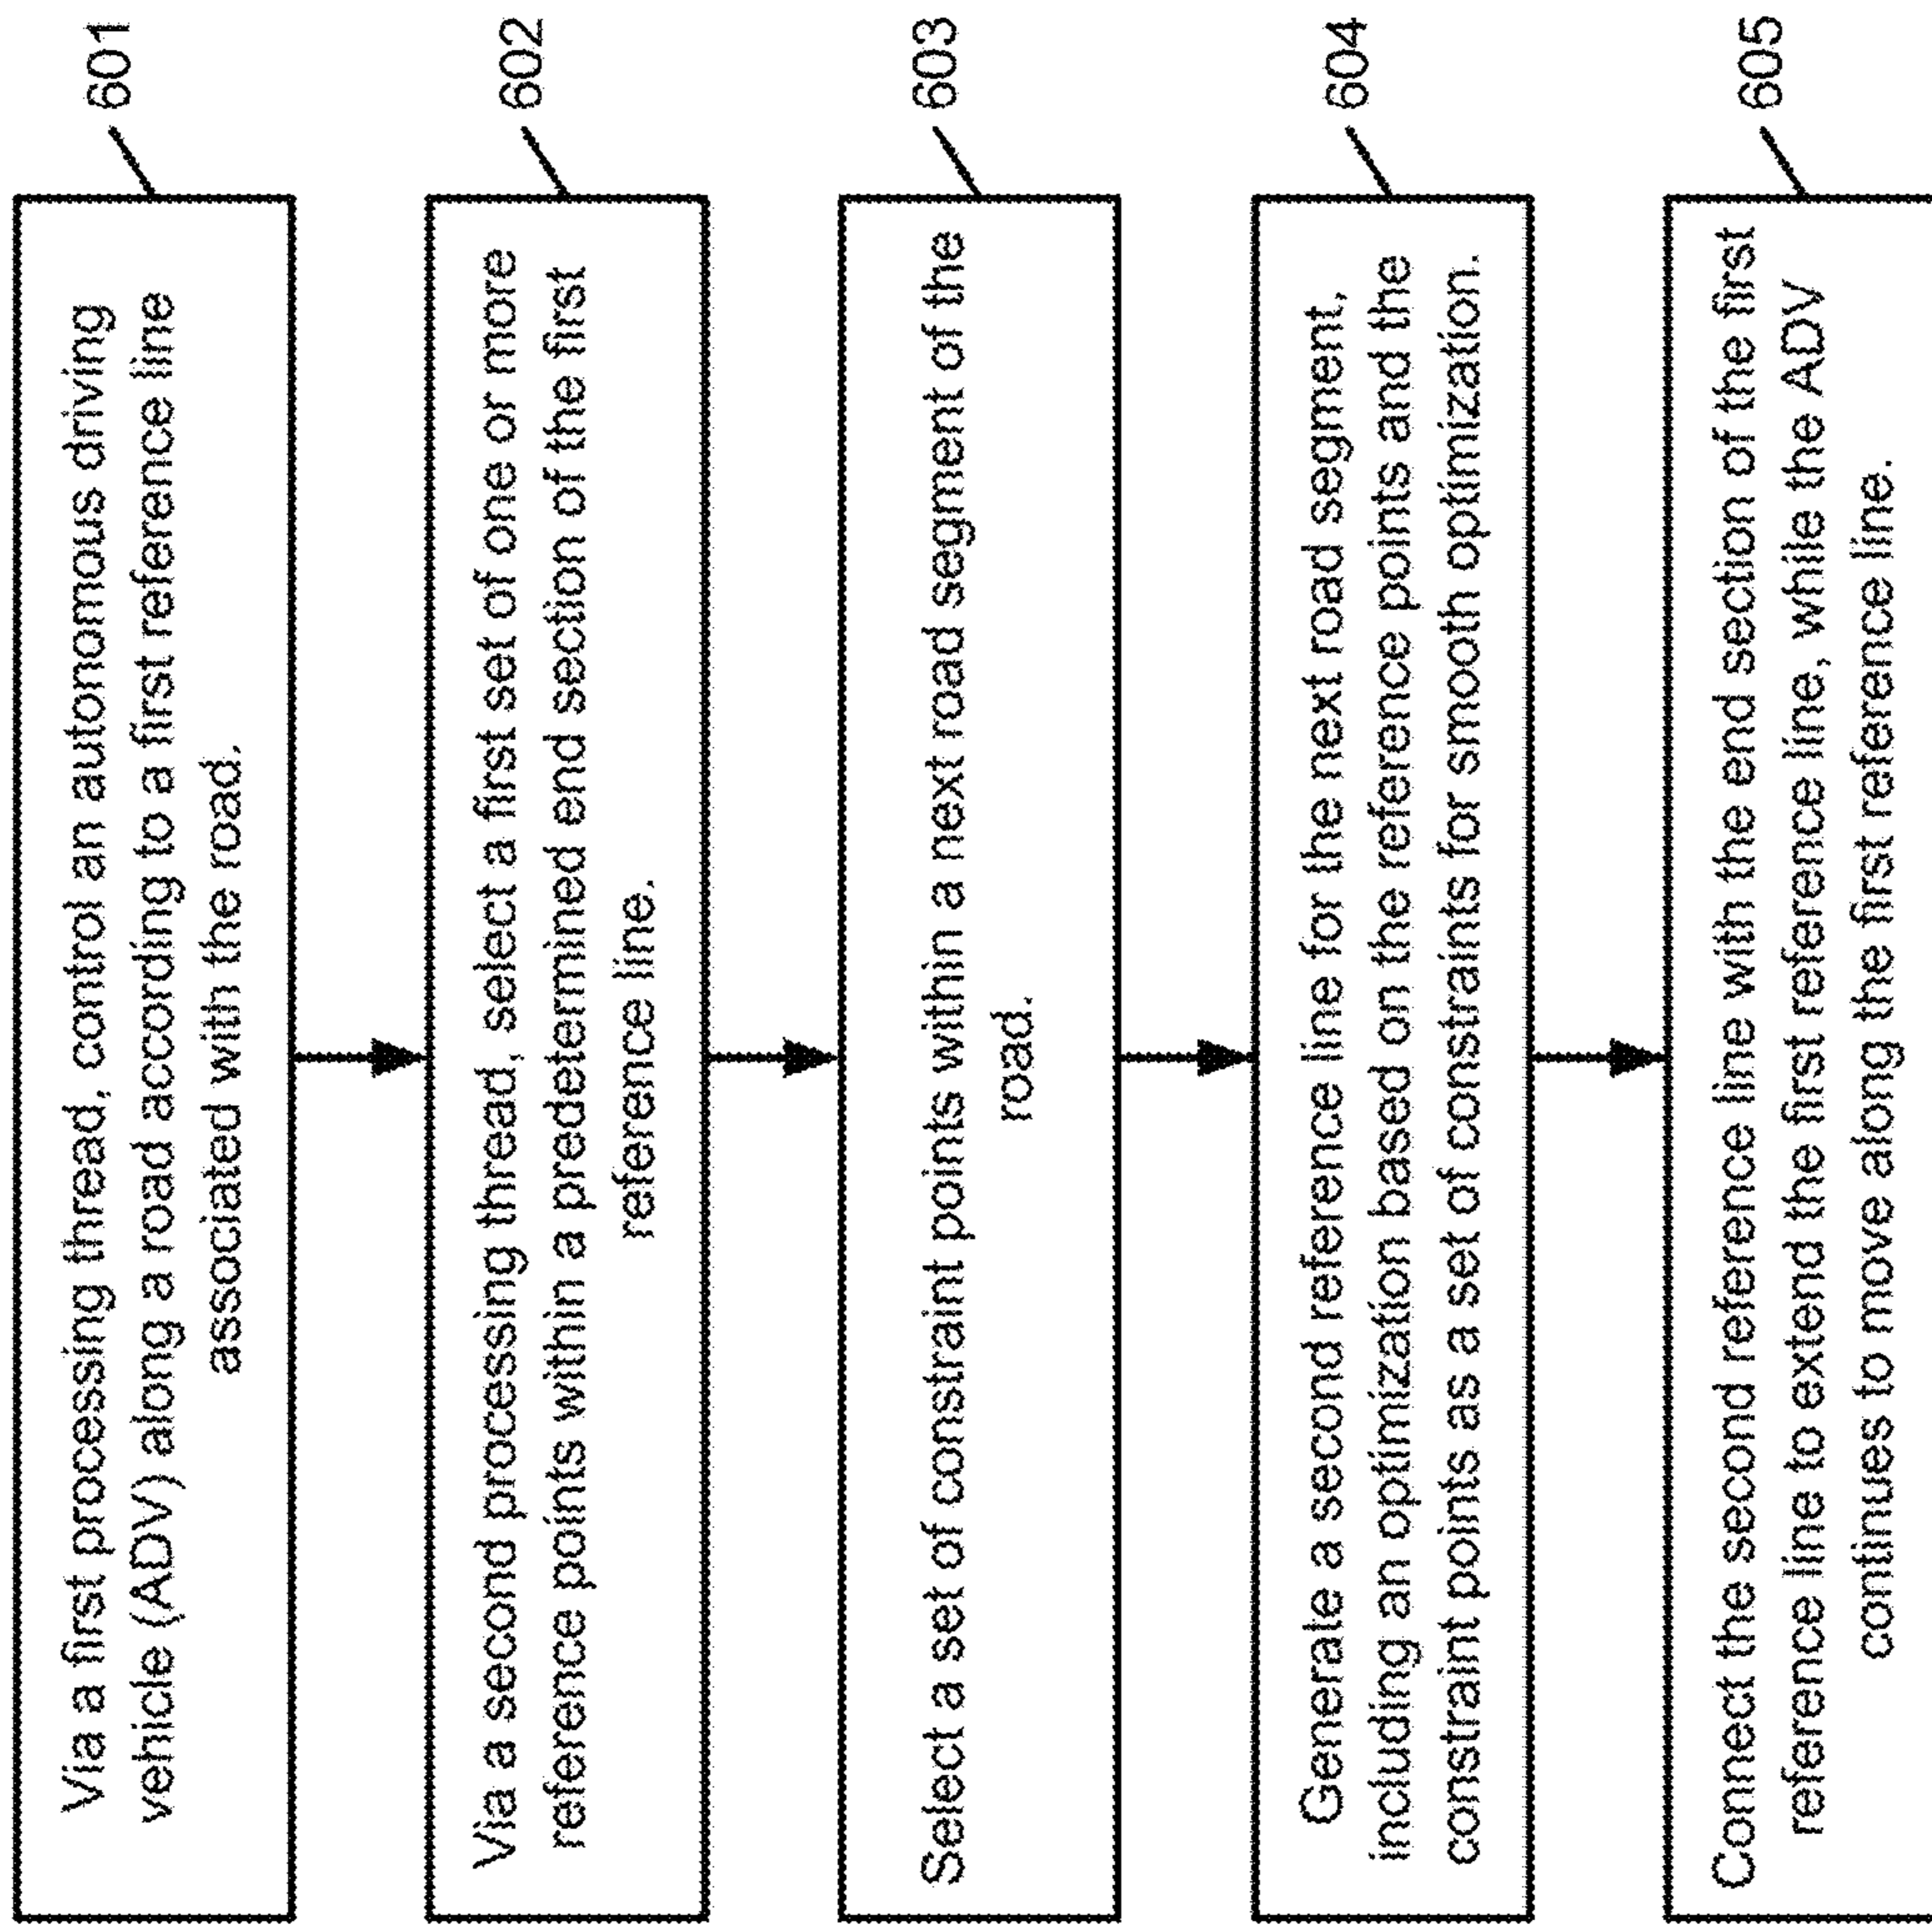 601
Via a first processing thread, control an autonomous driving
vehicle (ADV) along a road according to a first reference line
associated with the road.
602
Via a second processing thread, select a first set of one or more
reference points within a predetermined end section of the first
reference line.
603
Select a set of constraint points within a next road segment of the
road.
604
Generate a second reference line for the next road segment,
including an optimization based on the reference points and the
constraint points as a set of constraints for smooth optimization.
605
Connect the second reference line with the end section of the first
reference line to extend the first reference line, while the ADV
continues to move along the first reference line.